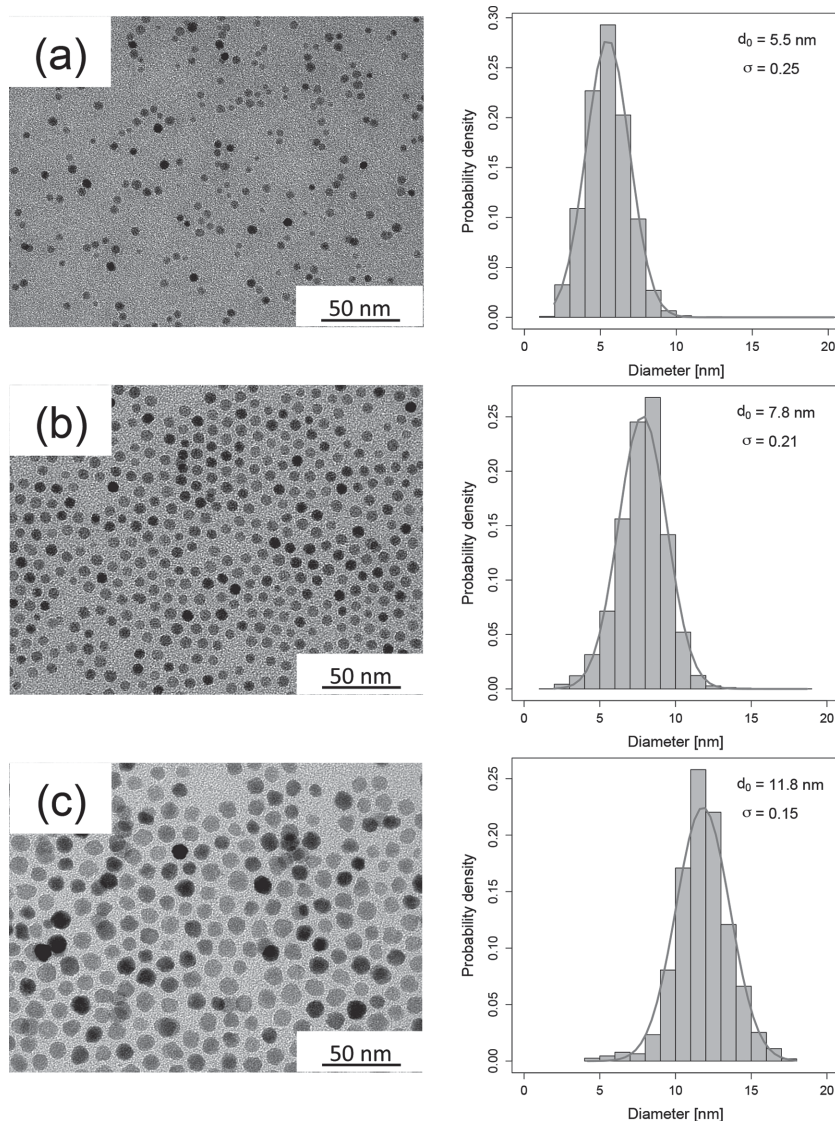 (a)
50 nm
Probability density
0.30
0.25
0.20
0.15
0.10
0.05
0.00
d₀ = 5.5 nm
σ = 0.25
0 5 10 15 20
Diameter [nm]
(b)
50 nm
Probability density
0.25
0.20
0.15
0.10
0.05
0.00
d₀ = 7.8 nm
σ = 0.21
0 5 10 15 20
Diameter [nm]
(c)
50 nm
Probability density
0.25
0.20
0.15
0.10
0.05
0.00
d₀ = 11.8 nm
σ = 0.15
0 5 10 15 20
Diameter [nm]